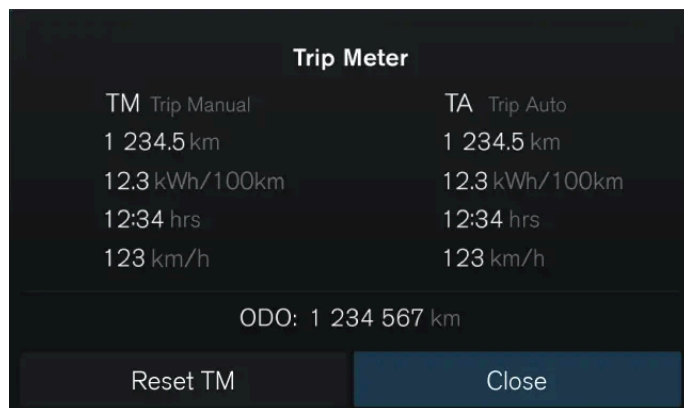 Trip Meter
TM Trip Manual
1 234.5 km
12.3 kWh/100km
12:34 hrs
123 km/h
TA Trip Auto
1 234.5 km
12.3 kWh/100km
12:34 hrs
123 km/h
ODO: 1 234 567 km
Reset TM
Close